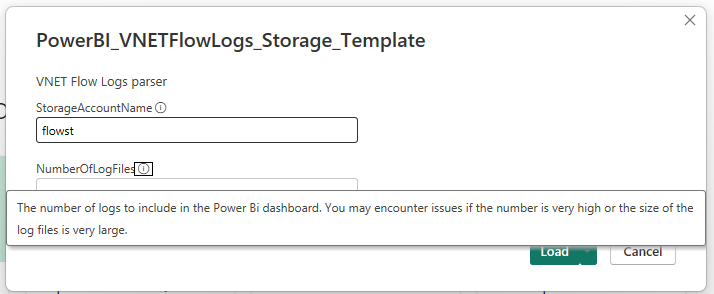 PowerBI_VNETFlowLogs_Storage_Template
VNET Flow Logs parser
StorageAccountName
flowst
NumberOfLogFiles
The number of logs to include in the Power Bi dashboard. You may encounter issues if the number is very high or the size of the
log files is very large.
Load Cancel